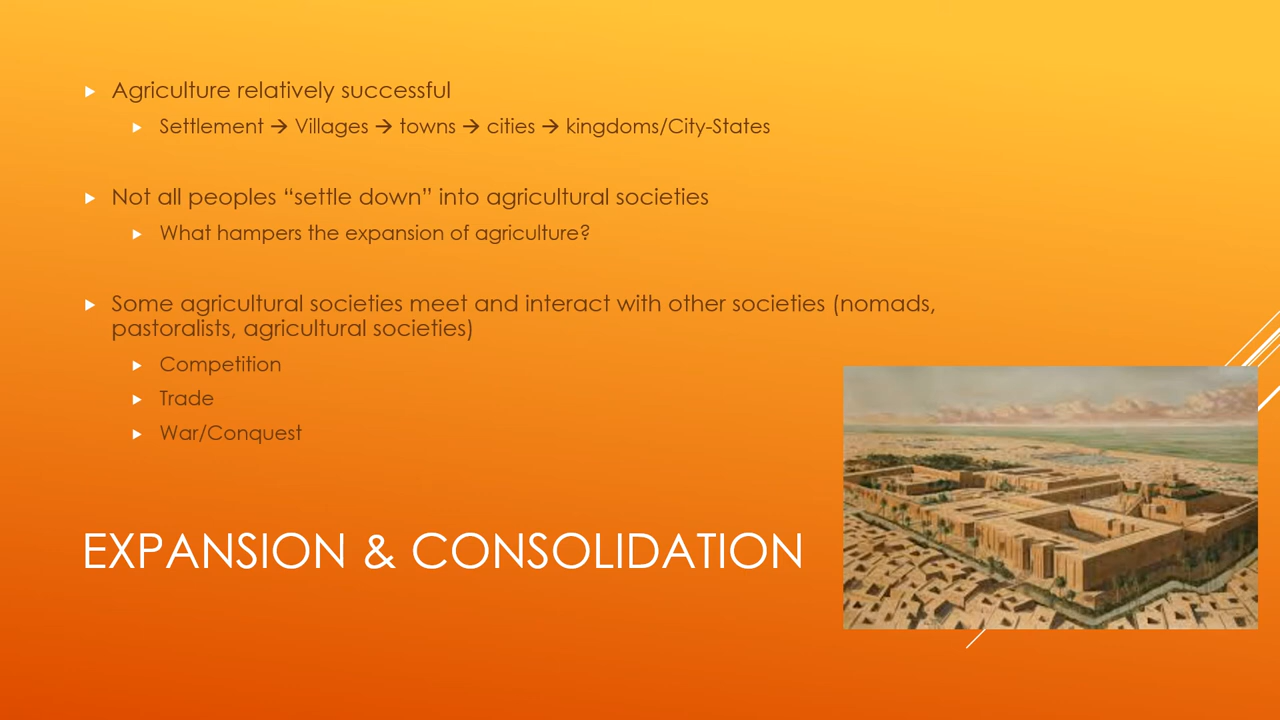 Agriculture relatively successful
Settlement → Villages → towns → cities → kingdoms/City-States
Not all peoples “settle down” into agricultural societies
What hampers the expansion of agriculture?
Some agricultural societies meet and interact with other societies (nomads,
pastoralists, agricultural societies)
Competition
Trade
War/Conquest
EXPANSION & CONSOLIDATION